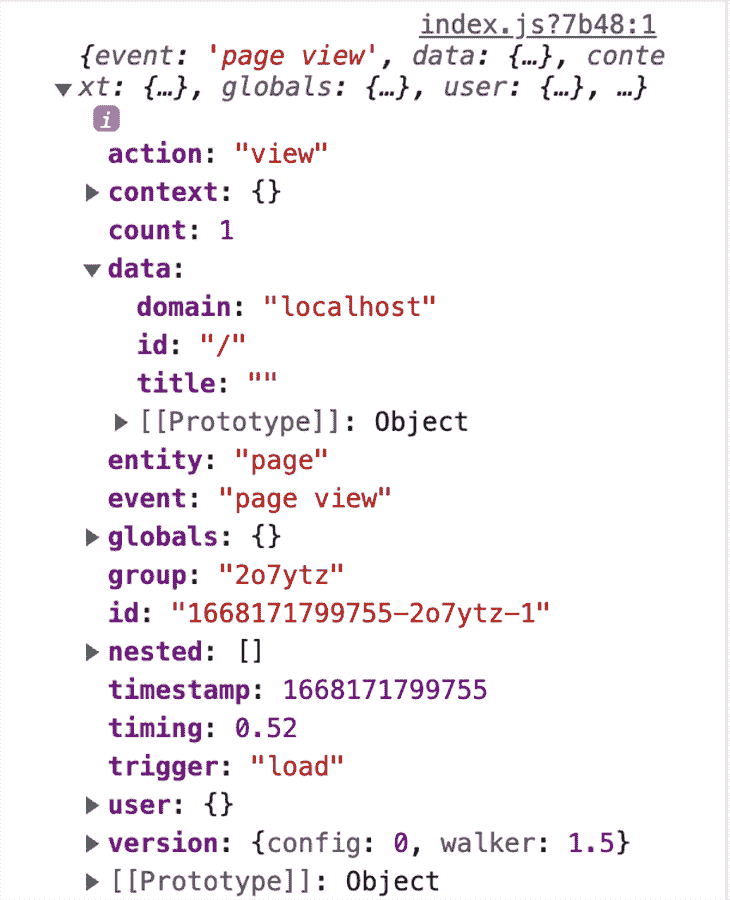 index.js?7b48:1
{event: 'page view', data: {…}, conte
▼xt: {…}, globals: {…}, user: {…}, …}
i
action: "view"
▶context: {}
count: 1
▼data:
domain: "localhost"
id: "/"
title: ""
▶[[Prototype]]: Object
entity: "page"
event: "page view"
▶globals: {}
group: "2o7ytz"
id: "1668171799755-2o7ytz-1"
▶nested: []
timestamp: 1668171799755
timing: 0.52
trigger: "load"
▶user: {}
▶version: {config: 0, walker: 1.5}
▶[[Prototype]]: Object